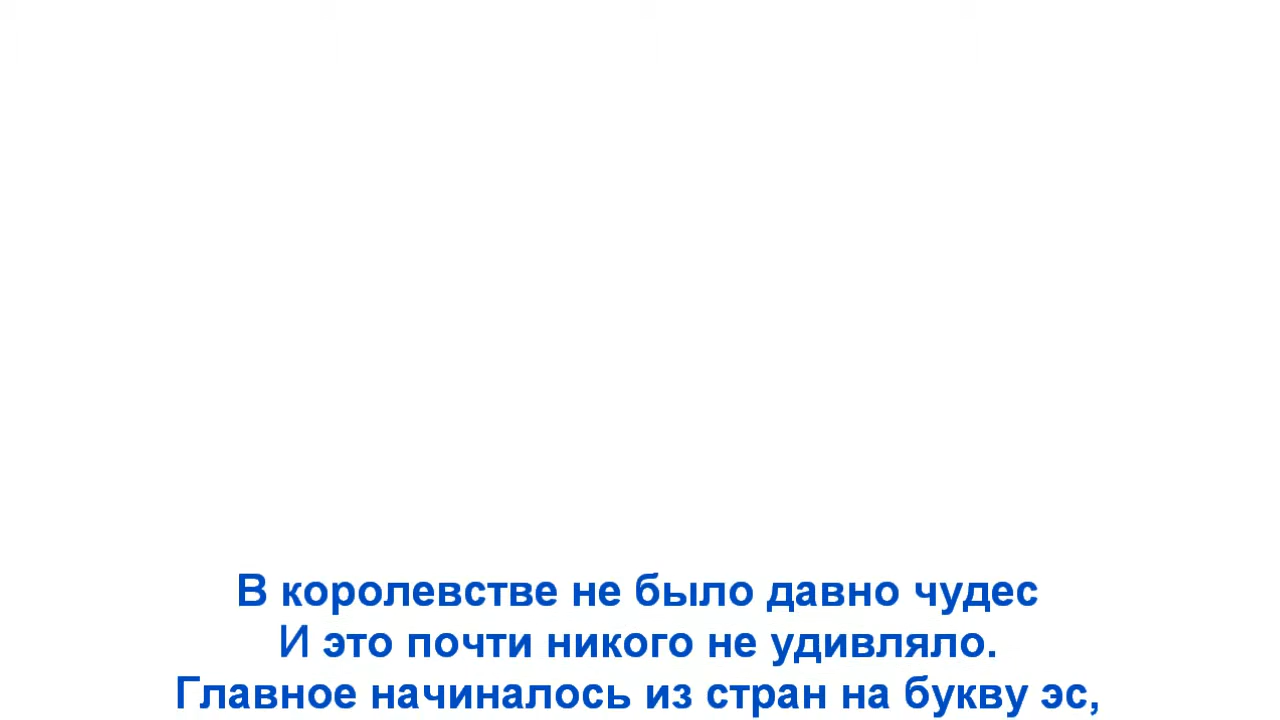 В королевстве не было давно чудес
И это почти никого не удивляло.
Главное начиналось из стран на букву эс,